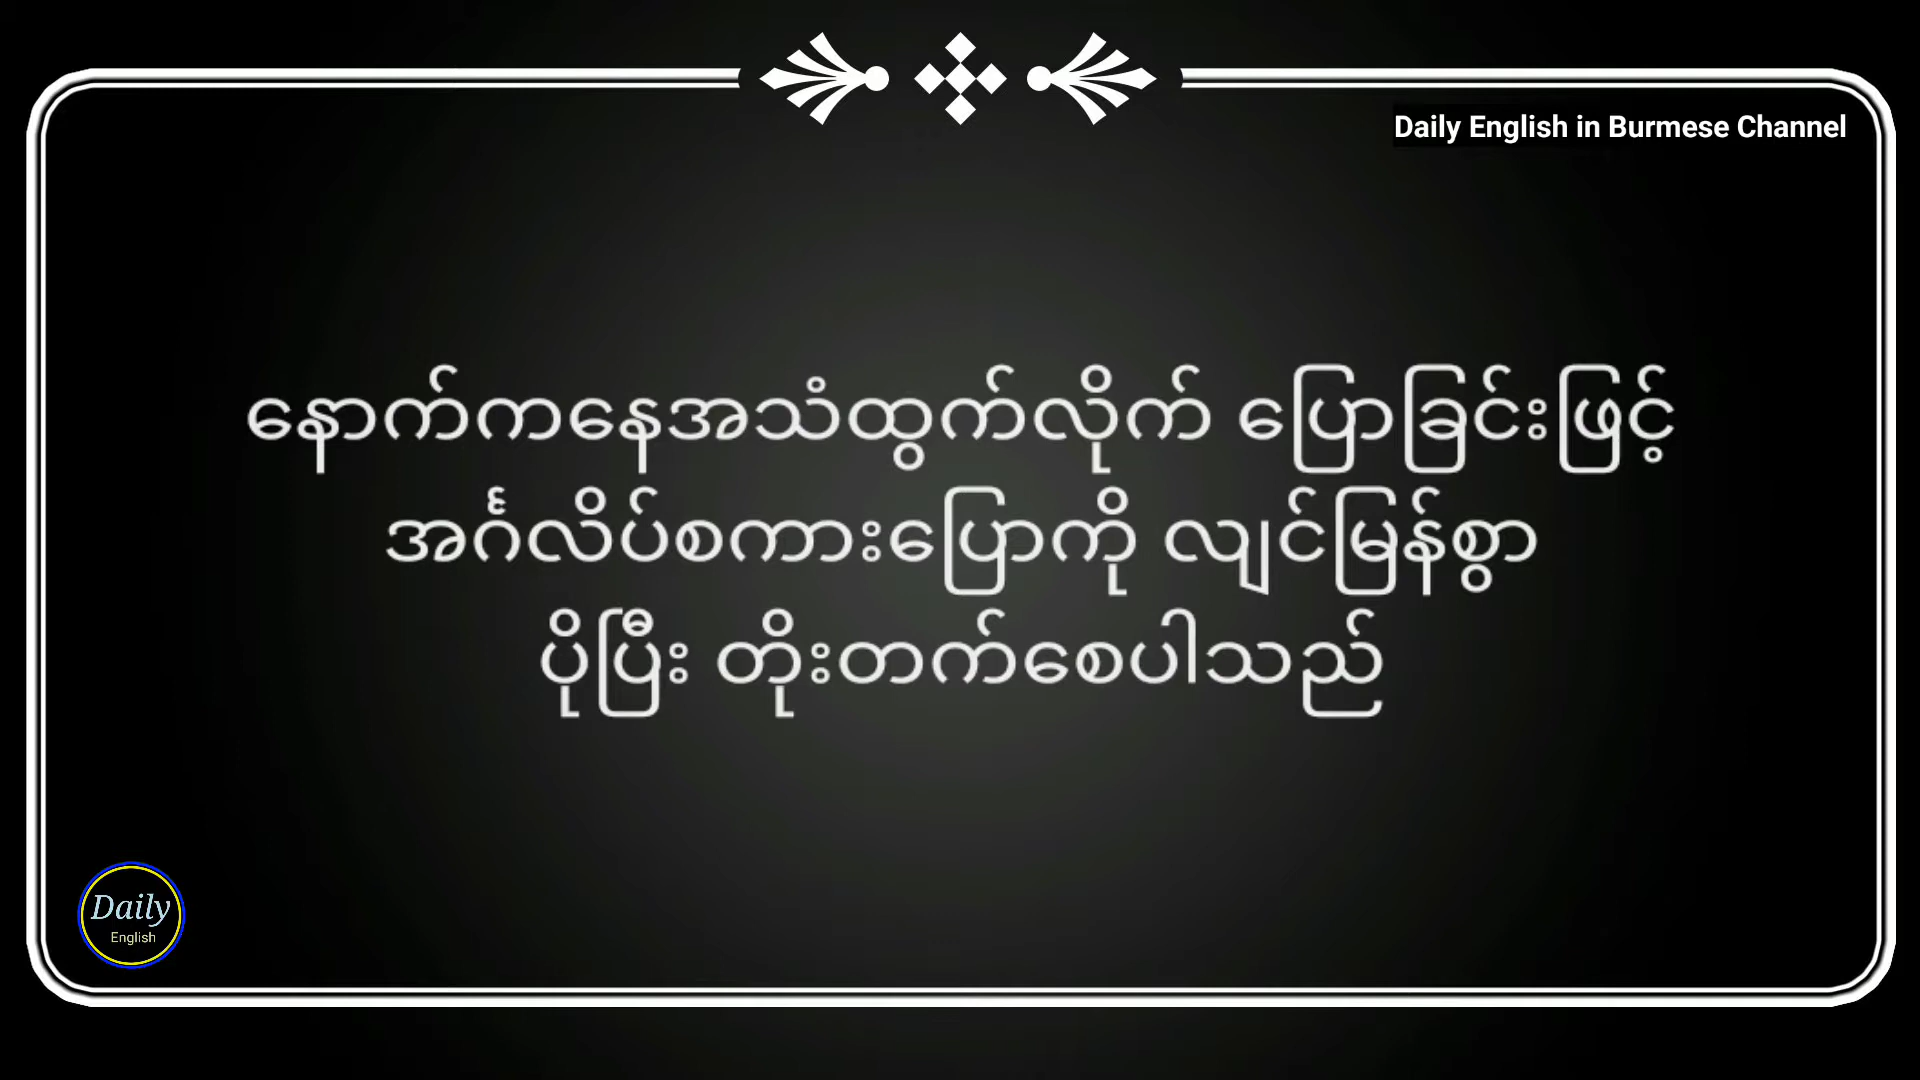 Daily English in Burmese Channel
နောက်ကနေအသံထွက်လိုက် ပြောခြင်းဖြင့်
အင်္ဂလိပ်စကားပြောကို လျင်မြန်စွာ
ပိုပြီး တိုးတက်စေပါသည်
Daily
English